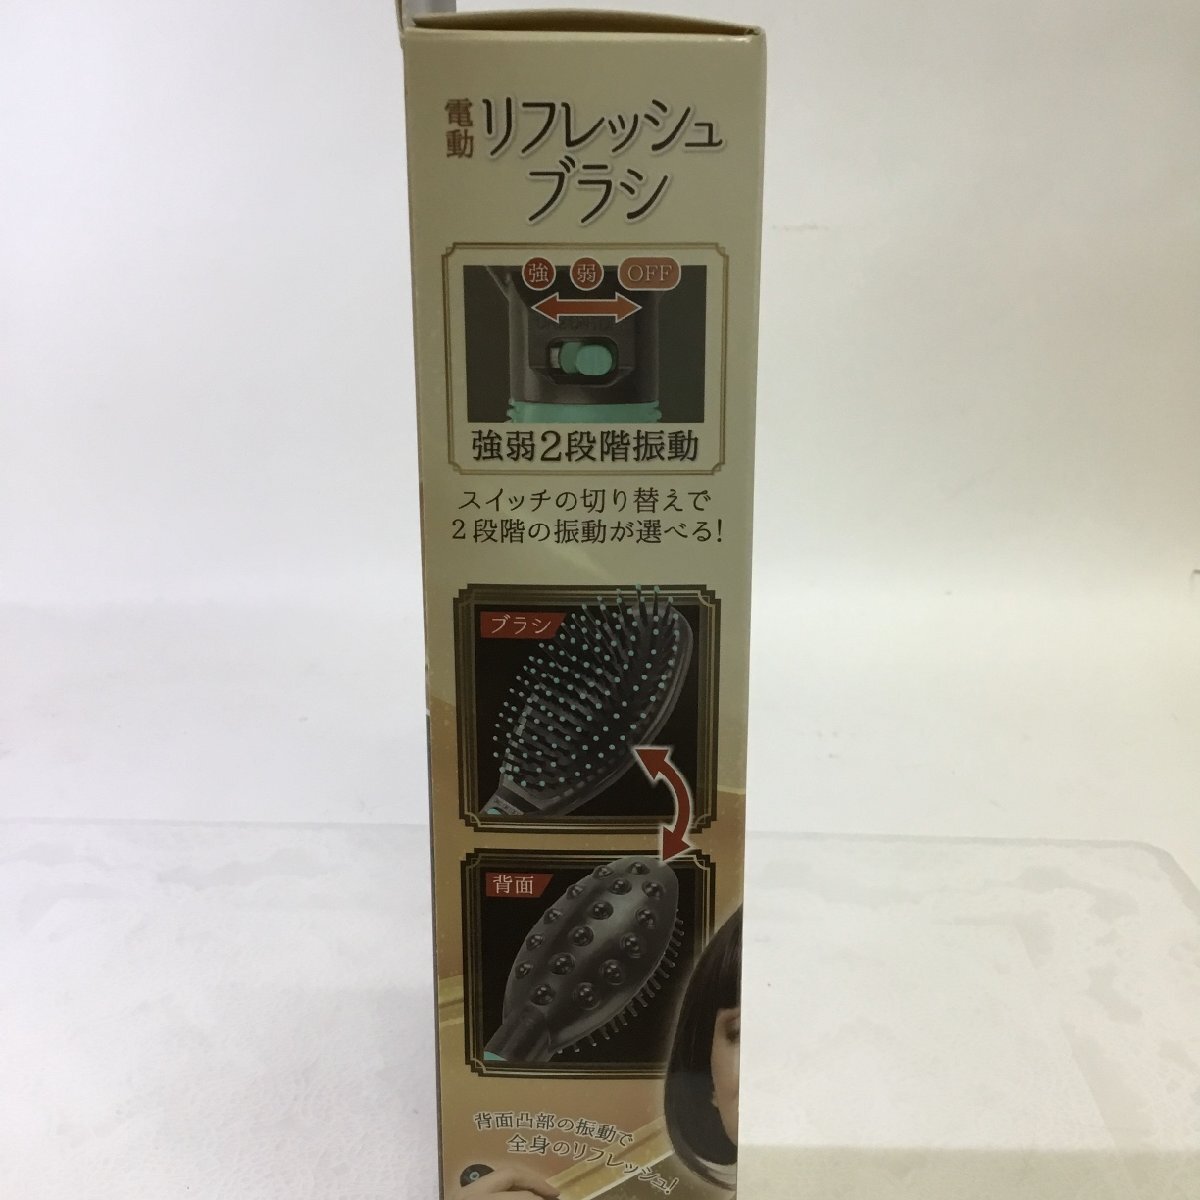 電動
リフレッシュ
ブラシ
強 弱 OFF
強弱2段階振動
スイッチの切り替えで
2段階の振動が選べる!
ブラシ
背面
背面凸部の振動で
全身のリフレッシュ!